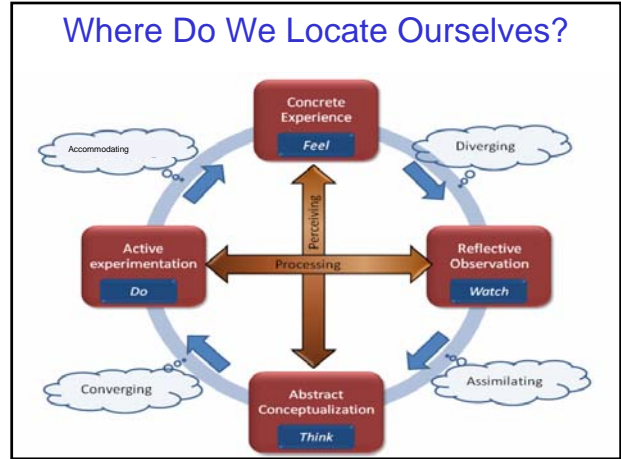 Where Do We Locate Ourselves?
Concrete
Experience
Feel
Accommodating
Diverging
Perceiving
Active
experimentation
Do
Processing
Reflective
Observation
Watch
Converging
Abstract
Conceptualization
Think
Assimilating